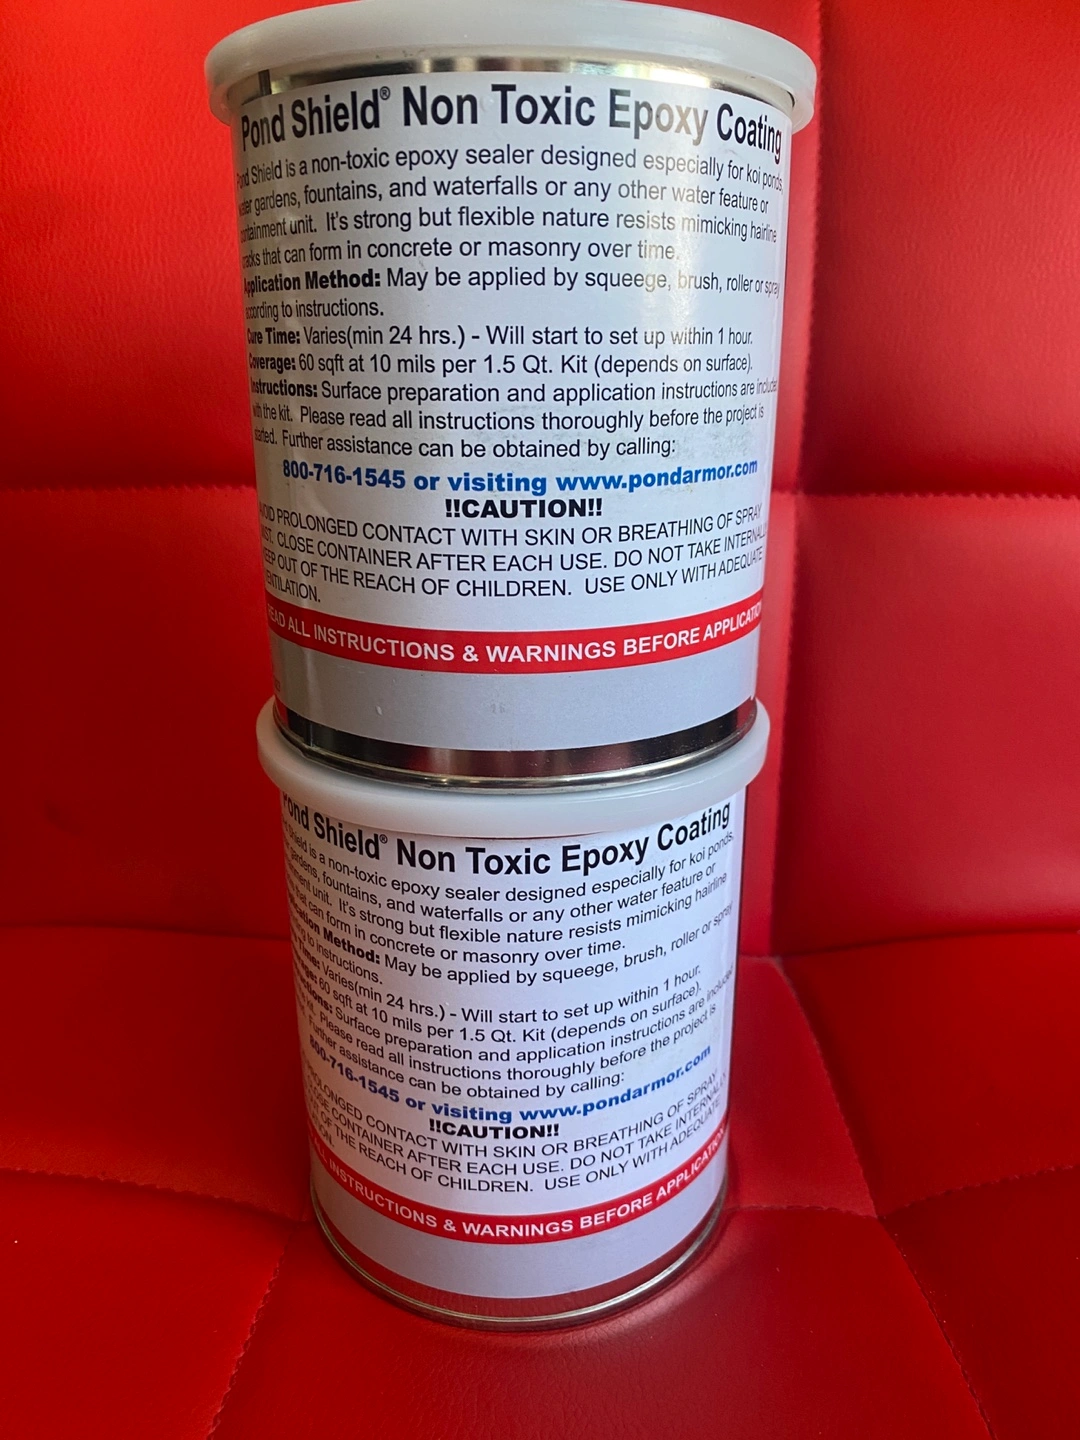 Pond Shield® Non Toxic Epoxy Coating
Pond Shield is a non-toxic epoxy sealer designed especially for koi ponds,
water gardens, fountains, and waterfalls or any other water feature or
containment unit. It's strong but flexible nature resists mimicking hairline
cracks that can form in concrete or masonry over time.
Application Method: May be applied by squeege, brush, roller or spray
according to instructions.
Cure Time: Varies(min 24 hrs.) - Will start to set up within 1 hour.
Coverage: 60 sqft at 10 mils per 1.5 Qt. Kit (depends on surface).
Instructions: Surface preparation and application instructions are included
with the kit. Please read all instructions thoroughly before the project is
started. Further assistance can be obtained by calling:
800-716-1545 or visiting www.pondarmor.com
!!CAUTION!!
AVOID PROLONGED CONTACT WITH SKIN OR BREATHING OF SPRAY
MIST. CLOSE CONTAINER AFTER EACH USE. DO NOT TAKE INTERNALLY.
KEEP OUT OF THE REACH OF CHILDREN. USE ONLY WITH ADEQUATE
VENTILATION.
READ ALL INSTRUCTIONS & WARNINGS BEFORE APPLICATION
Pond Shield® Non Toxic Epoxy Coating
Shield is a non-toxic epoxy sealer designed especially for koi ponds,
gardens, fountains, and waterfalls or any other water feature or
unit. It's strong but flexible nature resists mimicking hairline
that can form in concrete or masonry over time.
Method: May be applied by squeege, brush, roller or spray
to instructions.
Time: Varies(min 24 hrs.) - Will start to set up within 1 hour.
60 sqft at 10 mils per 1.5 Qt. Kit (depends on surface).
Surface preparation and application instructions are included
kit. Please read all instructions thoroughly before the project is
Further assistance can be obtained by calling:
800-716-1545 or visiting www.pondarmor.com
!!CAUTION!!
PROLONGED CONTACT WITH SKIN OR BREATHING OF SPRAY
CLOSE CONTAINER AFTER EACH USE. DO NOT TAKE INTERNALLY.
OUT OF THE REACH OF CHILDREN. USE ONLY WITH ADEQUATE
ALL INSTRUCTIONS & WARNINGS BEFORE APPLICATION